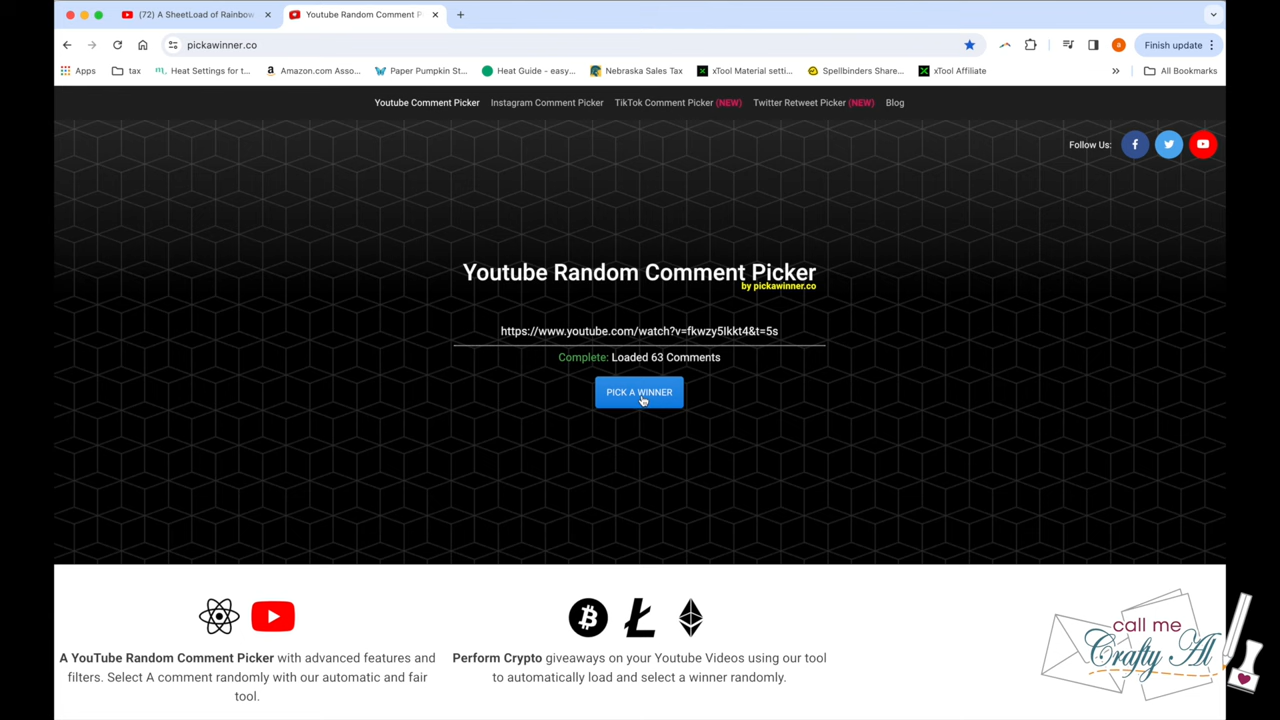 (72) A SheetLoad of Rainbow
Youtube Random Comment P
pickawinner.co
Finish update
Apps
tax
Heat Settings for t...
Amazon.com Asso...
Paper Pumpkin St...
Heat Guide - easy...
Nebraska Sales Tax
xTool Material setti...
Spellbinders Share...
xTool Affiliate
»
All Bookmarks
Youtube Comment Picker
Instagram Comment Picker
TikTok Comment Picker (NEW)
Twitter Retweet Picker (NEW)
Blog
Follow Us:
Youtube Random Comment Picker
by pickawinner.co
https://www.youtube.com/watch?v=fkwzy5Ikkt4&t=5s
Complete: Loaded 63 Comments
PICK A WINNER
A YouTube Random Comment Picker with advanced features and
filters. Select A comment randomly with our automatic and fair
tool.
Perform Crypto giveaways on your Youtube Videos using our tool
to automatically load and select a winner randomly.
call me
Crafty Al